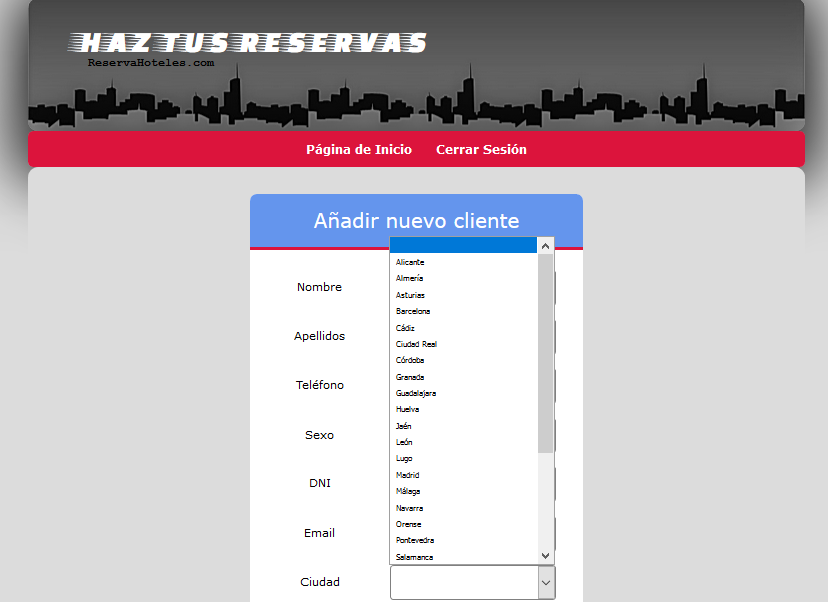 HAZ TUS RESERVAS
ReservaHoteles.com
Página de Inicio Cerrar Sesión
Añadir nuevo cliente
Nombre
Apellidos
Teléfono
Sexo
DNI
Email
Ciudad
Alicante
Almería
Asturias
Barcelona
Cádiz
Ciudad Real
Córdoba
Granada
Guadalajara
Huelva
Jaén
León
Lugo
Madrid
Málaga
Navarra
Orense
Pontevedra
Salamanca